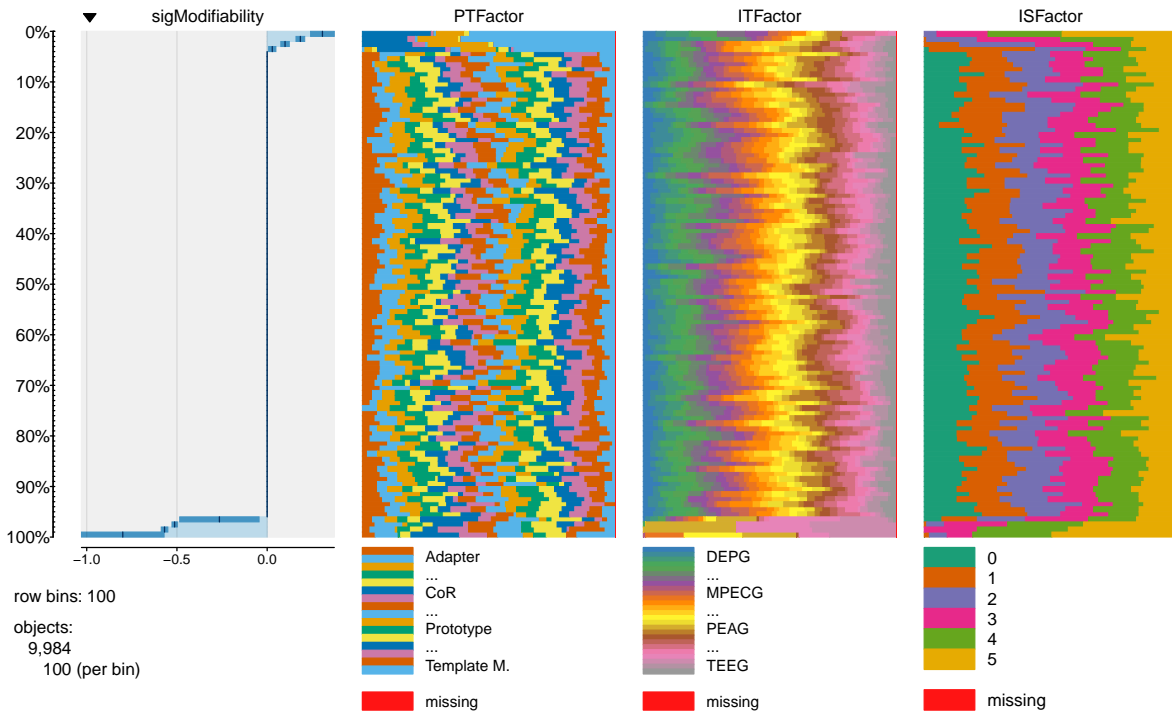 sigModifiability PTFactor ITFactor ISFactor
0%
10%
20%
30%
40%
50%
60%
70%
80%
90%
100%
−1.0 −0.5 0.0
row bins: 100
objects:
9,984
100 (per bin)
Adapter
...
CoR
...
Prototype
...
Template M.
missing
DEPG
...
MPECG
...
PEAG
...
TEEG
missing
0
1
2
3
4
5
missing